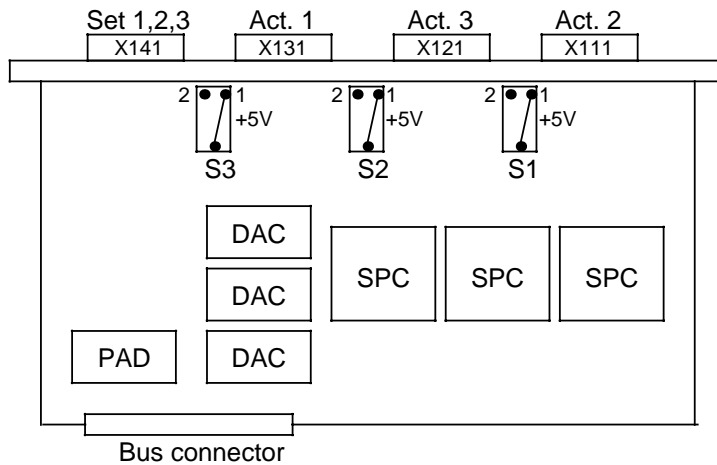 Set 1,2,3 Act. 1 Act. 3 Act. 2
X141 X131 X121 X111
2 1 2 1 2 1
+5V +5V +5V
S3 S2 S1
DAC
SPC SPC SPC
DAC
PAD DAC
Bus connector